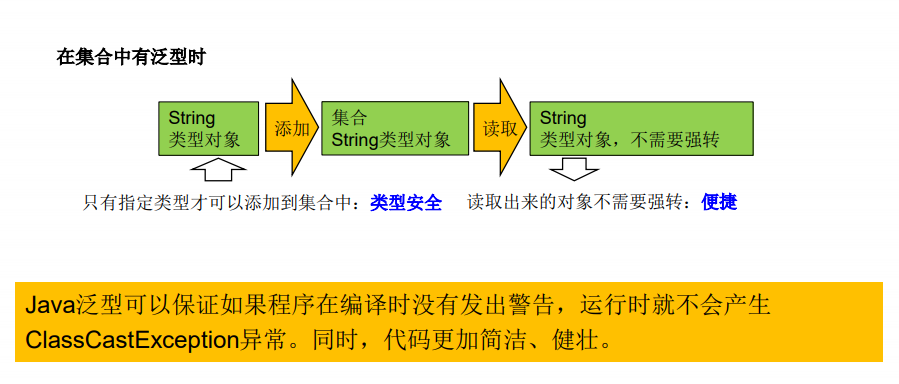 在集合中有泛型时
String
类型对象
添加
集合
String类型对象
读取
String
类型对象，不需要强转
只有指定类型才可以添加到集合中：类型安全
读取出来的对象不需要强转：便捷
Java泛型可以保证如果程序在编译时没有发出警告，运行时就不会产生
ClassCastException异常。同时，代码更加简洁、健壮。